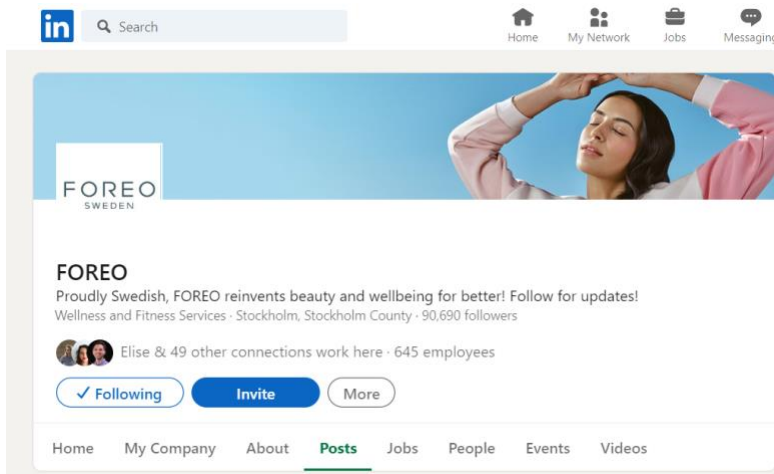 in
Search
Home
My Network
Jobs
Messaging
FOREO
SWEDEN
FOREO
Proudly Swedish, FOREO reinvents beauty and wellbeing for better! Follow for updates!
Wellness and Fitness Services · Stockholm, Stockholm County · 90,690 followers
Elise & 49 other connections work here · 645 employees
✓ Following
Invite
More
Home My Company About Posts Jobs People Events Videos